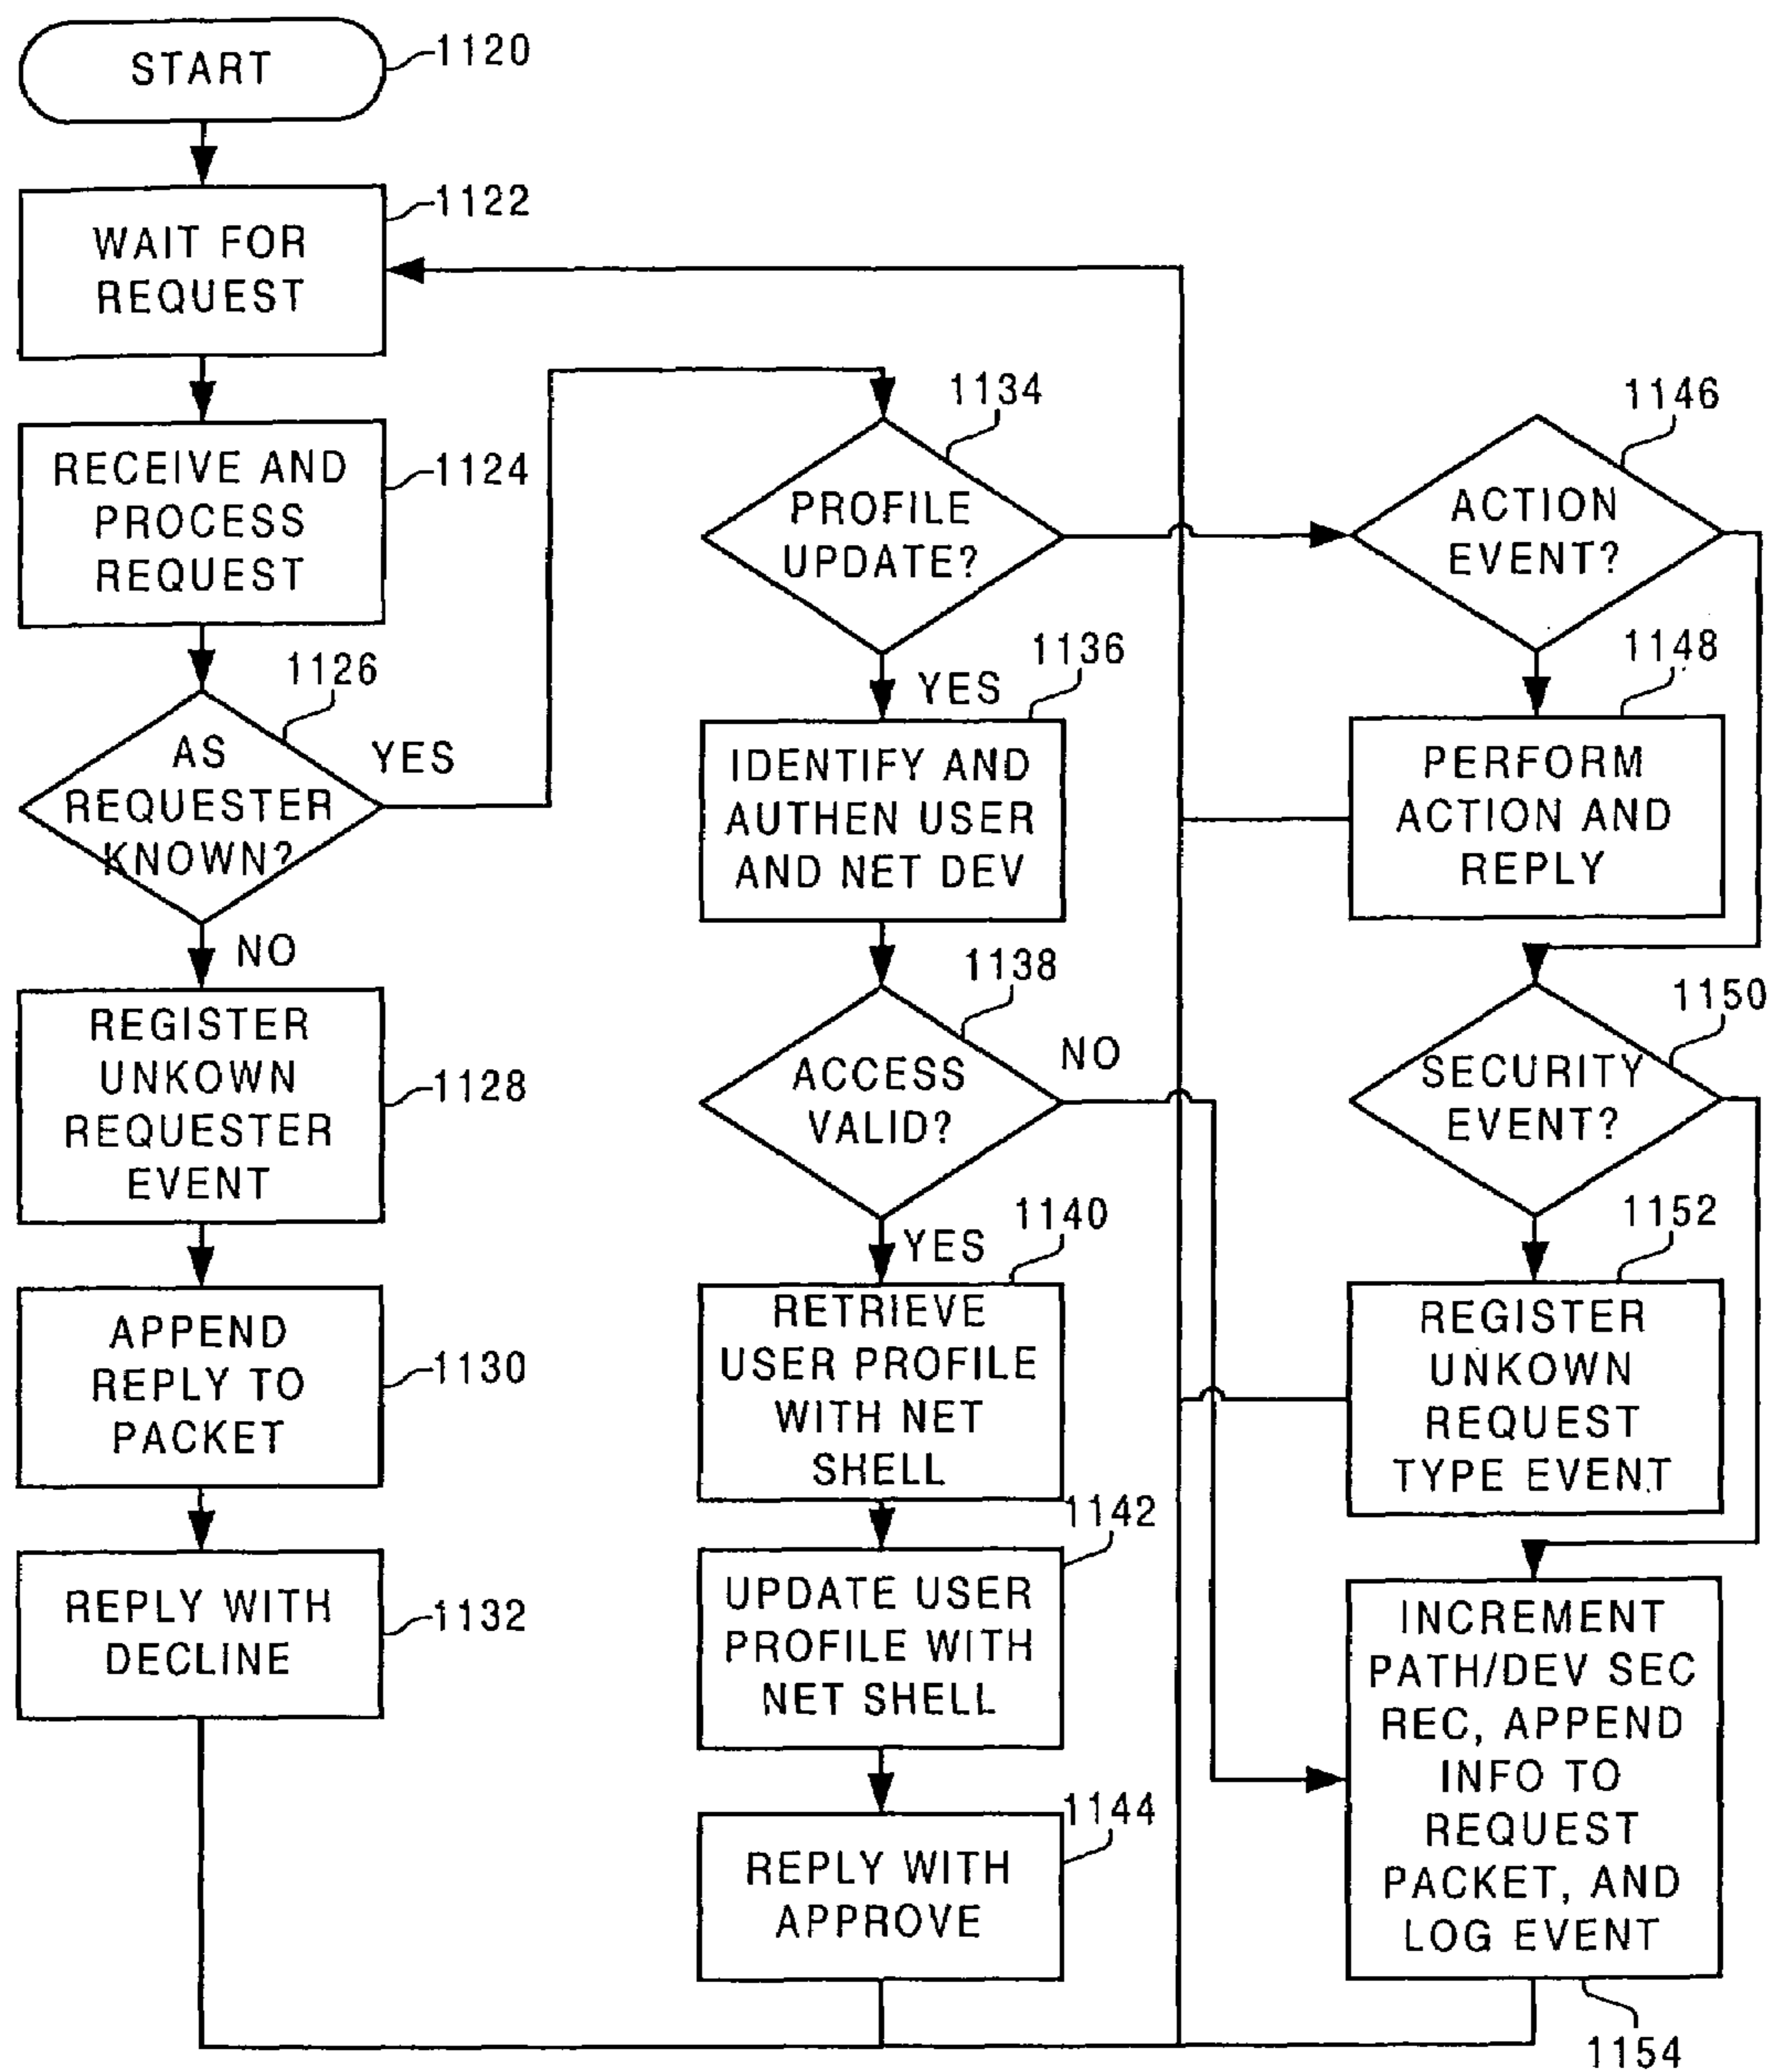 START
1120
WAIT FOR
REQUEST
1122
RECEIVE AND
PROCESS
REQUEST
1124
AS
REQUESTER
KNOWN?
1126
YES
NO
REGISTER
UNKOWN
REQUESTER
EVENT
1128
APPEND
REPLY TO
PACKET
1130
REPLY WITH
DECLINE
1132
PROFILE
UPDATE?
1134
YES
IDENTIFY AND
AUTHEN USER
AND NET DEV
1136
ACCESS
VALID?
1138
NO
YES
RETRIEVE
USER PROFILE
WITH NET
SHELL
1140
UPDATE USER
PROFILE WITH
NET SHELL
1142
REPLY WITH
APPROVE
1144
ACTION
EVENT?
1146
PERFORM
ACTION AND
REPLY
1148
SECURITY
EVENT?
1150
REGISTER
UNKOWN
REQUEST
TYPE EVENT
1152
INCREMENT
PATH/DEV SEC
REC, APPEND
INFO TO
REQUEST
PACKET, AND
LOG EVENT
1154